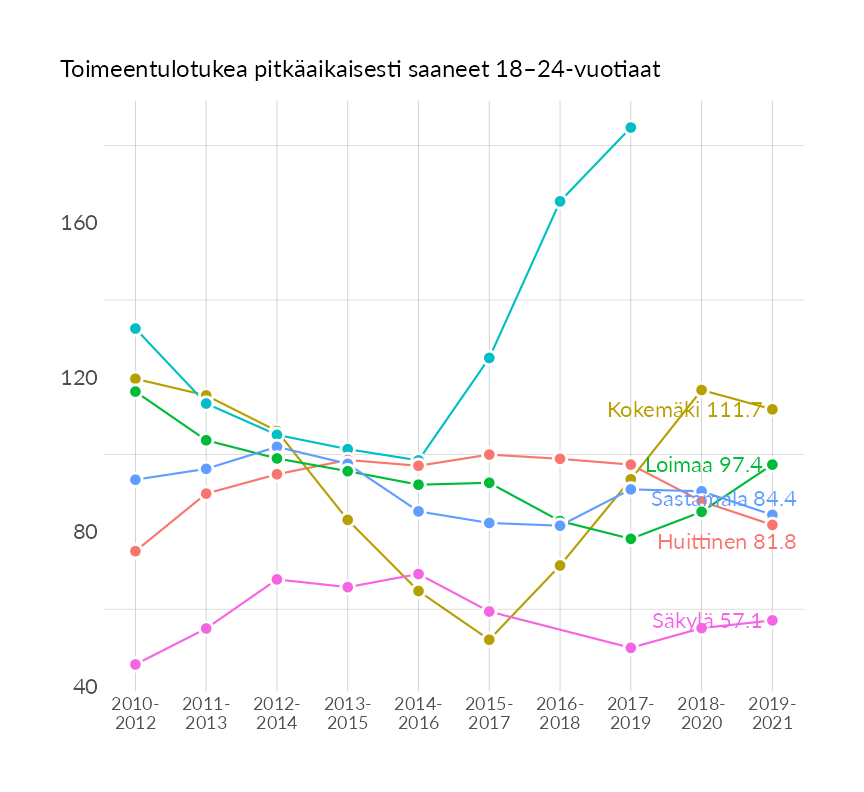 Toimeentulotukea pitkäaikaisesti saaneet 18–24-vuotiaat
160
120
Kokemäki 111.7
Loimaa 97.4
Sastamala 84.4
80
Huittinen 81.8
Säkylä 57.1
40
2010- 2011- 2012- 2013- 2014- 2015- 2016- 2017- 2018- 2019-
2012 2013 2014 2015 2016 2017 2018 2019 2020 2021